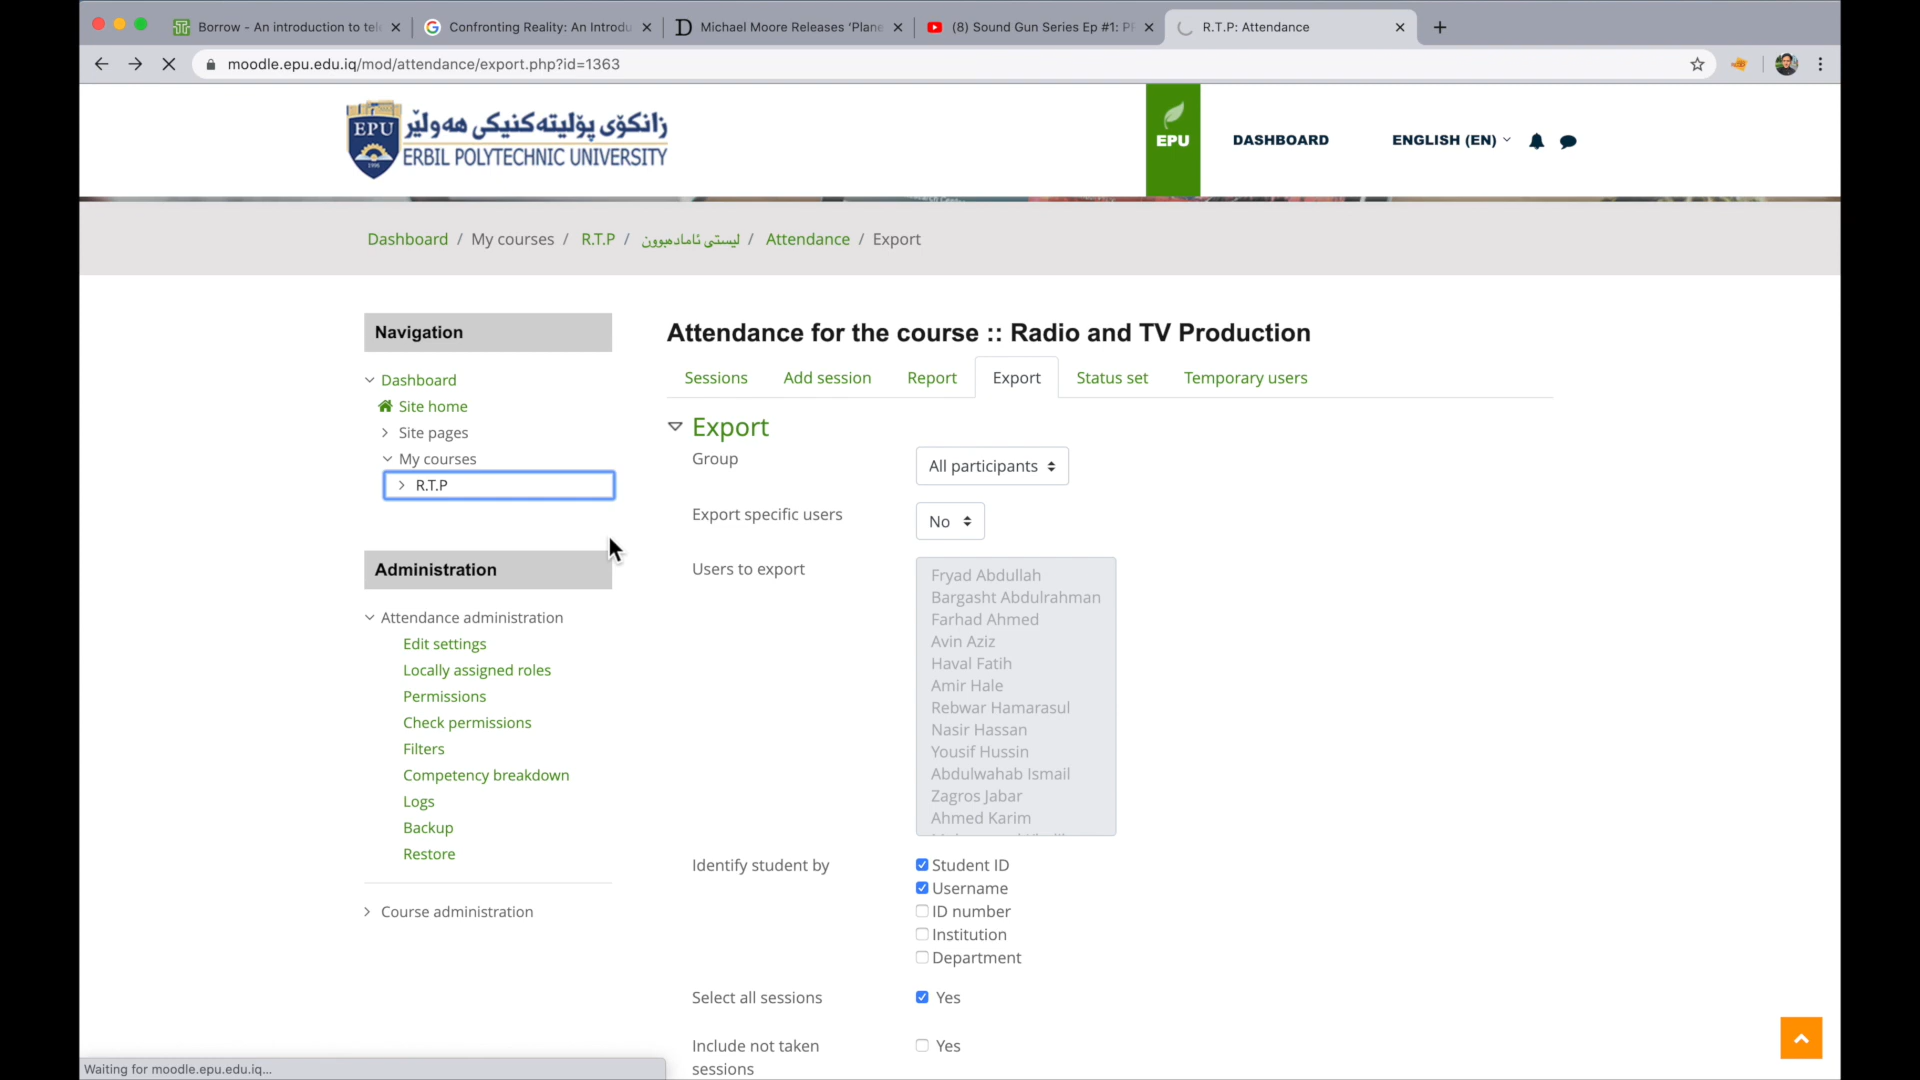 Borrow - An introduction to tel
Confronting Reality: An Introdu
Michael Moore Releases ‘Plane
(8) Sound Gun Series Ep #1: P
R.T.P: Attendance
moodle.epu.edu.iq/mod/attendance/export.php?id=1363
EPU
زانكۆی پۆلیتەکنیکی هەولێر
ERBIL POLYTECHNIC UNIVERSITY
EPU
DASHBOARD
ENGLISH (EN)
Dashboard / My courses / R.T.P / لیستی ئامادەبوون / Attendance / Export
Navigation
Dashboard
Site home
Site pages
My courses
R.T.P
Administration
Attendance administration
Edit settings
Locally assigned roles
Permissions
Check permissions
Filters
Competency breakdown
Logs
Backup
Restore
Course administration
Attendance for the course :: Radio and TV Production
Sessions Add session Report Export Status set Temporary users
Export
Group All participants
Export specific users No
Users to export
Fryad Abdullah
Bargasht Abdulrahman
Farhad Ahmed
Avin Aziz
Haval Fatih
Amir Hale
Rebwar Hamarasul
Nasir Hassan
Yousif Hussin
Abdulwahab Ismail
Zagros Jabar
Ahmed Karim
Identify student by
Student ID
Username
ID number
Institution
Department
Select all sessions Yes
Include not taken Yes
sessions
Waiting for moodle.epu.edu.iq...